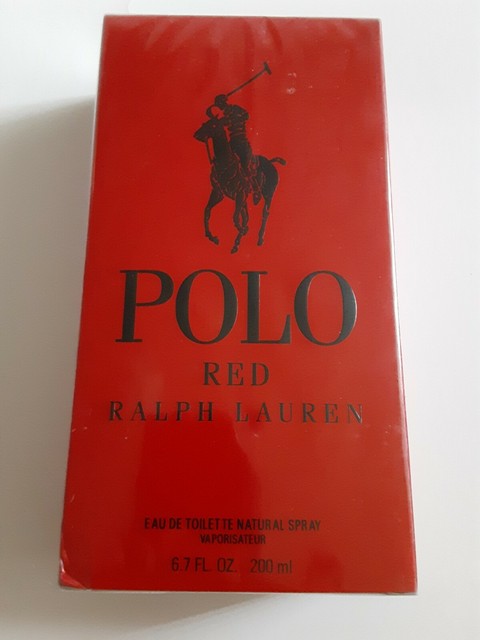 POLO
RED
RALPH LAUREN
EAU DE TOILETTE NATURAL SPRAY
VAPORISATEUR
6.7 FL. OZ. 200 ml